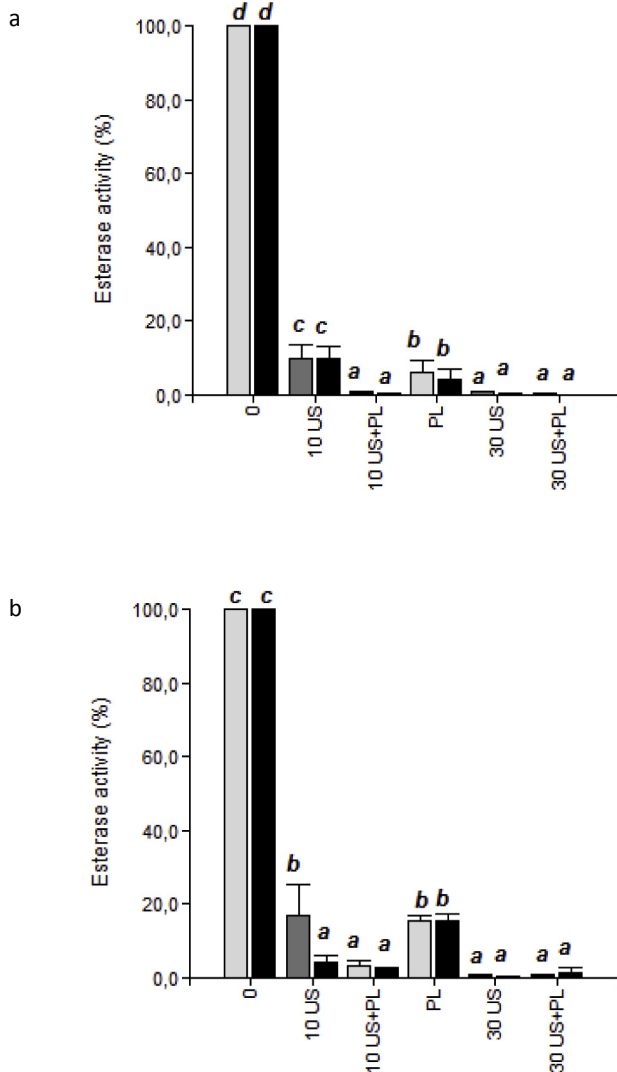 a
Esterase activity (%)
100,0
80,0
60,0
40,0
20,0
0,0
d d
c c
a a
b b
a a
a a
0
10 US
10 US+PL
PL
30 US
30 US+PL
b
Esterase activity (%)
100,0
80,0
60,0
40,0
20,0
0,0
c c
b a
a a
b b
a a
a a
0
10 US
10 US+PL
PL
30 US
30 US+PL